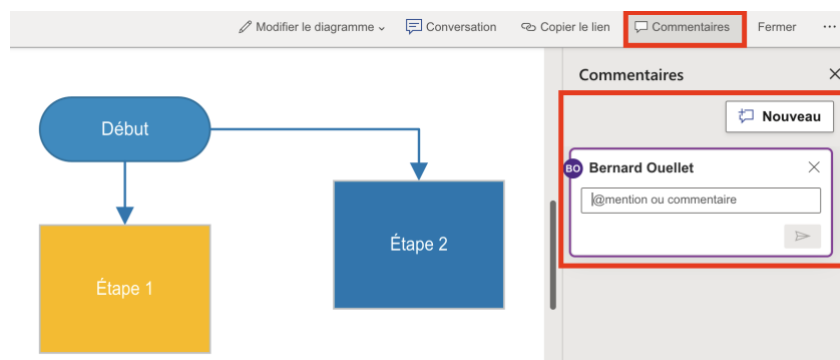 Modifier le diagramme Conversation Copier le lien Commentaires Fermer ...
Commentaires
Nouveau
Début
BO Bernard Ouellet
@mention ou commentaire
Étape 2
Étape 1